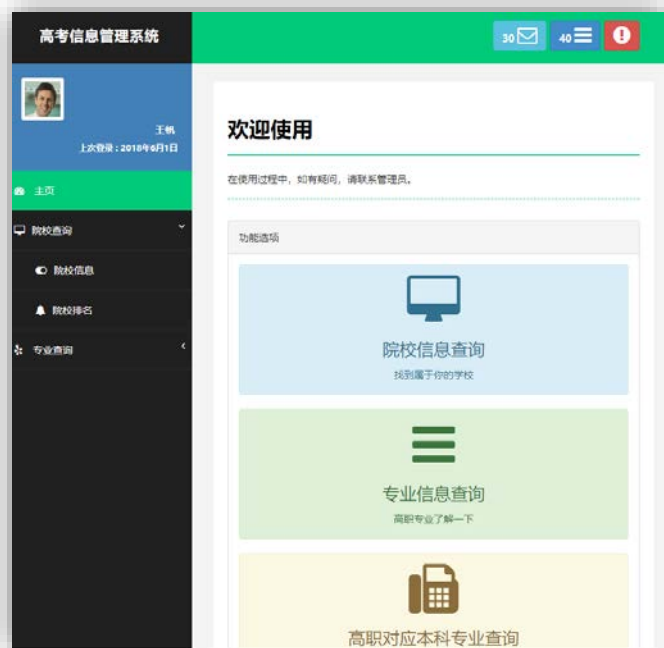 高考信息管理系统
30
40
王帆
上次登录 : 2018年6月1日
主页
院校查询
院校信息
院校排名
专业查询
欢迎使用
在使用过程中，如有疑问，请联系管理员。
功能选项
院校信息查询
找到属于你的学校
专业信息查询
高职专业了解一下
高职对应本科专业查询